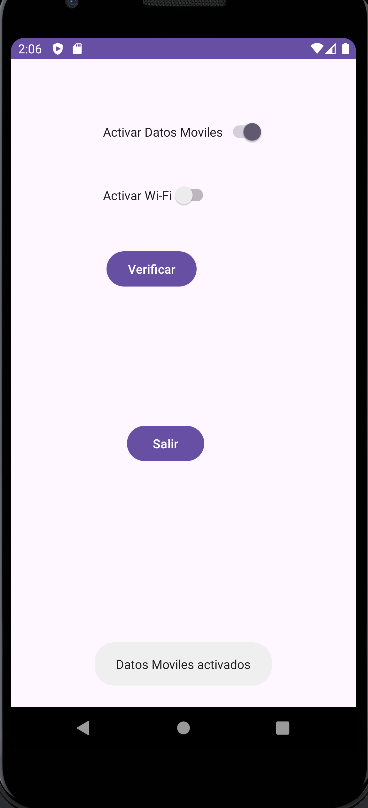 2:06
Activar Datos Moviles
Activar Wi-Fi
Verificar
Salir
Datos Moviles activados